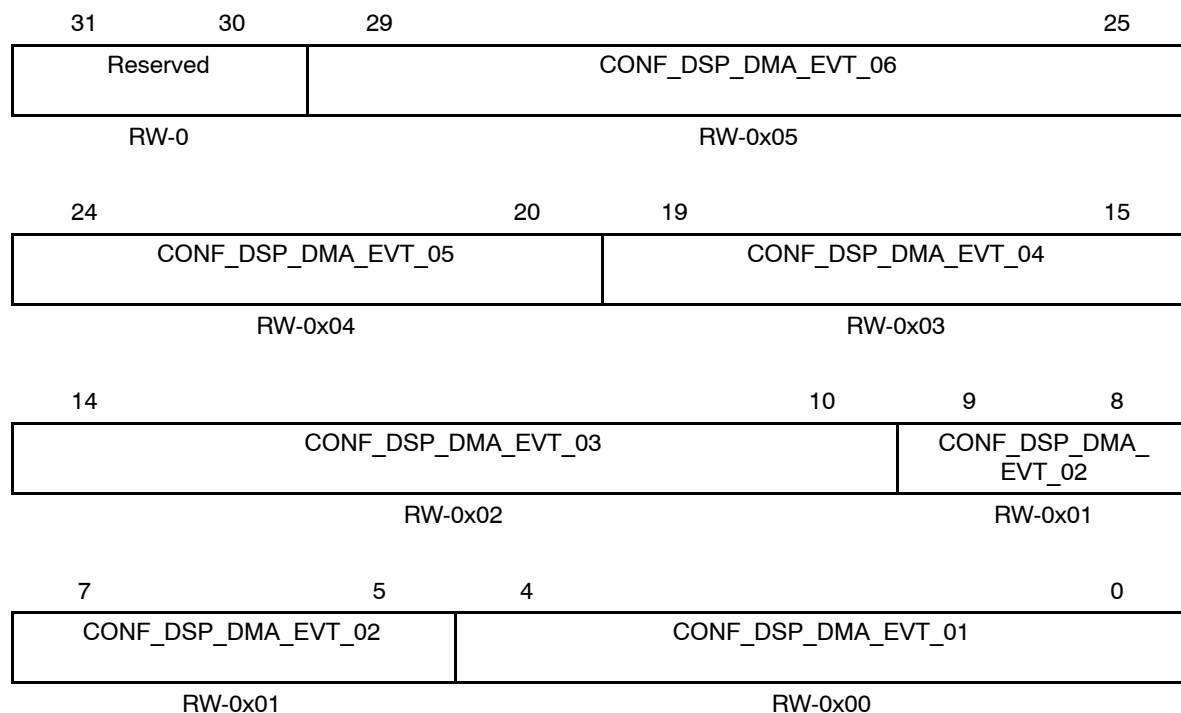 31 30 29 25
Reserved CONF_DSP_DMA_EVT_06
RW-0 RW-0x05
24 20 19 15
CONF_DSP_DMA_EVT_05 CONF_DSP_DMA_EVT_04
RW-0x04 RW-0x03
14 10 9 8
CONF_DSP_DMA_EVT_03 CONF_DSP_DMA_
EVT_02
RW-0x02 RW-0x01
7 5 4 0
CONF_DSP_DMA_EVT_02 CONF_DSP_DMA_EVT_01
RW-0x01 RW-0x00